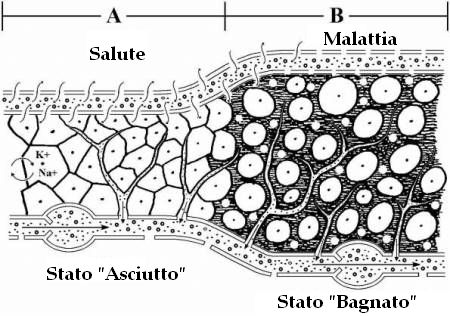 A
B
Salute
Malattia
K+
Na+
Stato "Asciutto"
Stato "Bagnato"